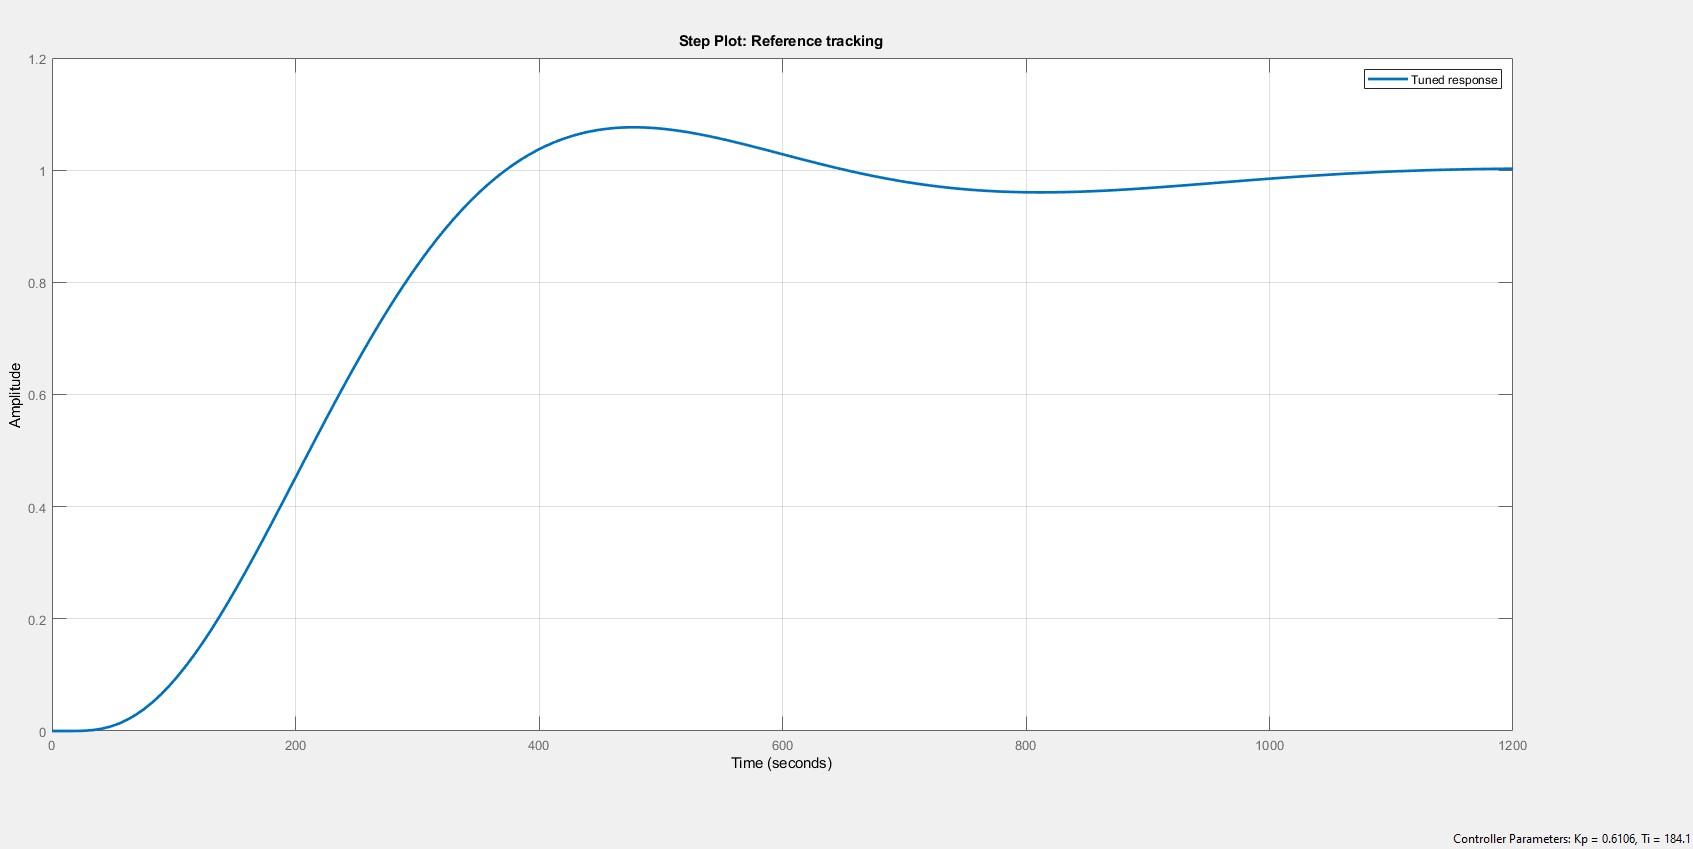 Step Plot: Reference tracking
Tuned response
1.2
1
0.8
0.6
0.4
0.2
0
Amplitude
0 200 400 600 800 1000 1200
Time (seconds)
Controller Parameters: Kp = 0.6106, Ti = 184.1